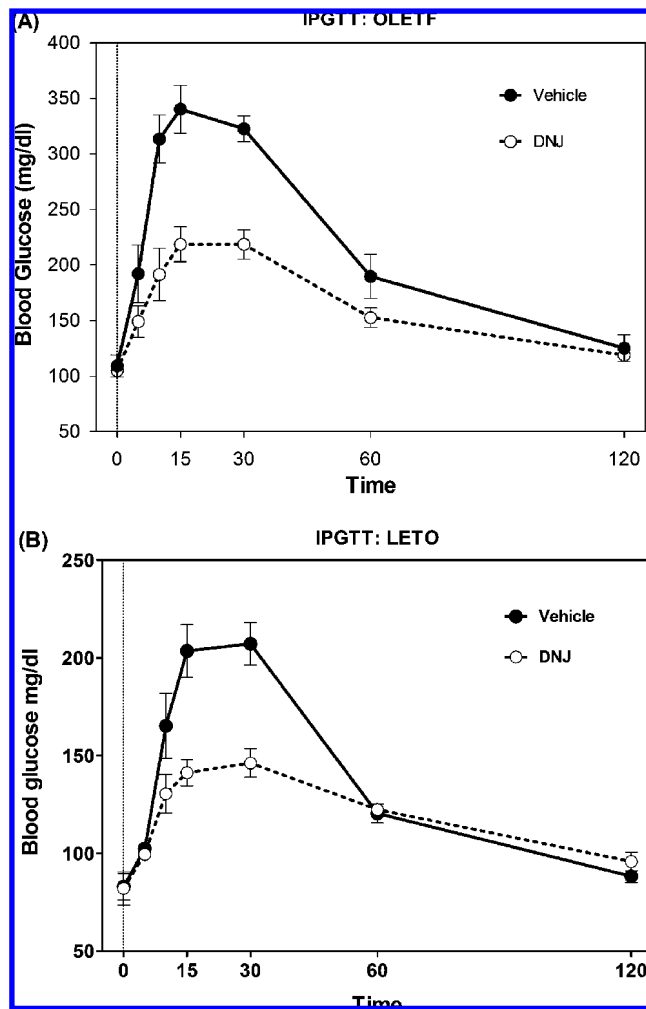 (A)
IPGTT: OLETF
400
350
300
250
200
150
100
50
Blood Glucose (mg/dl)
Vehicle
DNJ
0 15 30 60 120
Time
(B)
IPGTT: LETO
250
200
150
100
50
Blood glucose mg/dl
Vehicle
DNJ
0 15 30 60 120
Time